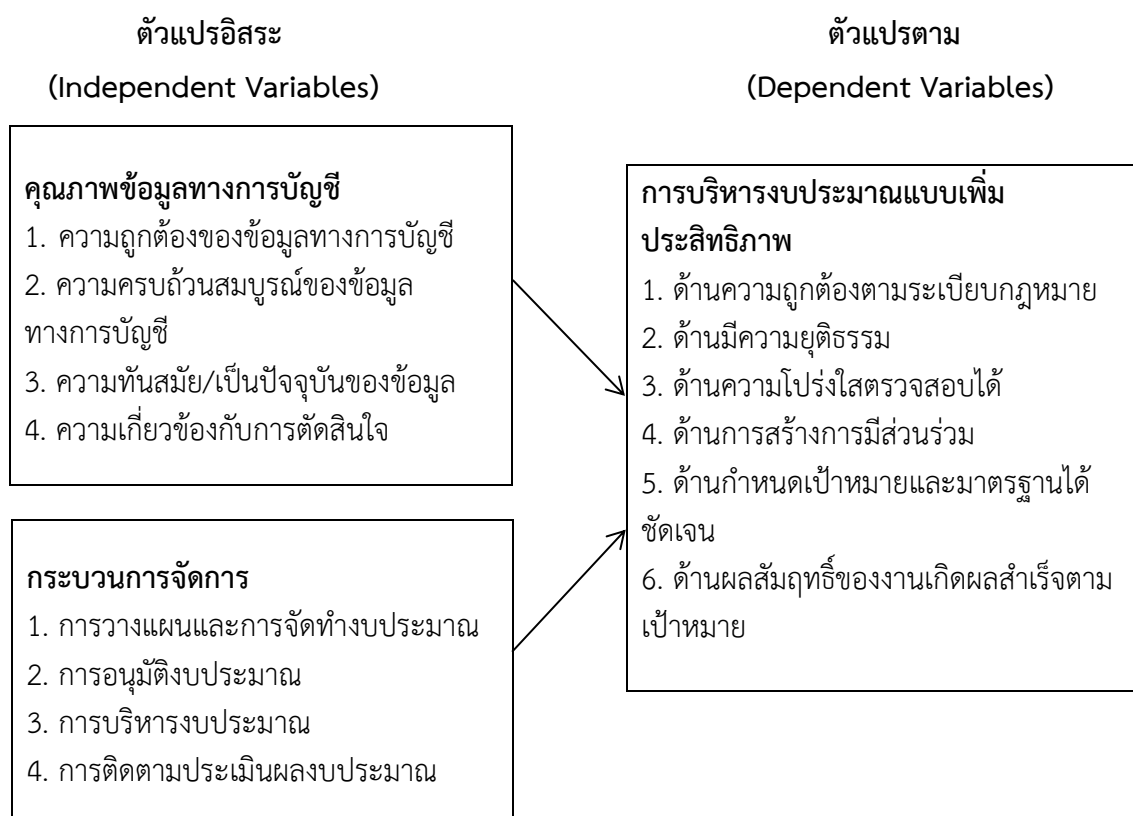 ตัวแปรอิสระ
(Independent Variables)
ตัวแปรตาม
(Dependent Variables)
คุณภาพข้อมูลทางการบัญชี
1. ความถูกต้องของข้อมูลทางการบัญชี
2. ความครบถ้วนสมบูรณ์ของข้อมูล
ทางการบัญชี
3. ความทันสมัย/เป็นปัจจุบันของข้อมูล
4. ความเกี่ยวข้องกับการตัดสินใจ
กระบวนการจัดการ
1. การวางแผนและการจัดทำงบประมาณ
2. การอนุมัติงบประมาณ
3. การบริหารงบประมาณ
4. การติดตามประเมินผลงบประมาณ
การบริหารงบประมาณแบบเพิ่ม
ประสิทธิภาพ
1. ด้านความถูกต้องตามระเบียบกฎหมาย
2. ด้านมีความยุติธรรม
3. ด้านความโปร่งใสตรวจสอบได้
4. ด้านการสร้างการมีส่วนร่วม
5. ด้านกำหนดเป้าหมายและมาตรฐานได้
ชัดเจน
6. ด้านผลสัมฤทธิ์ของงานเกิดผลสำเร็จตาม
เป้าหมาย